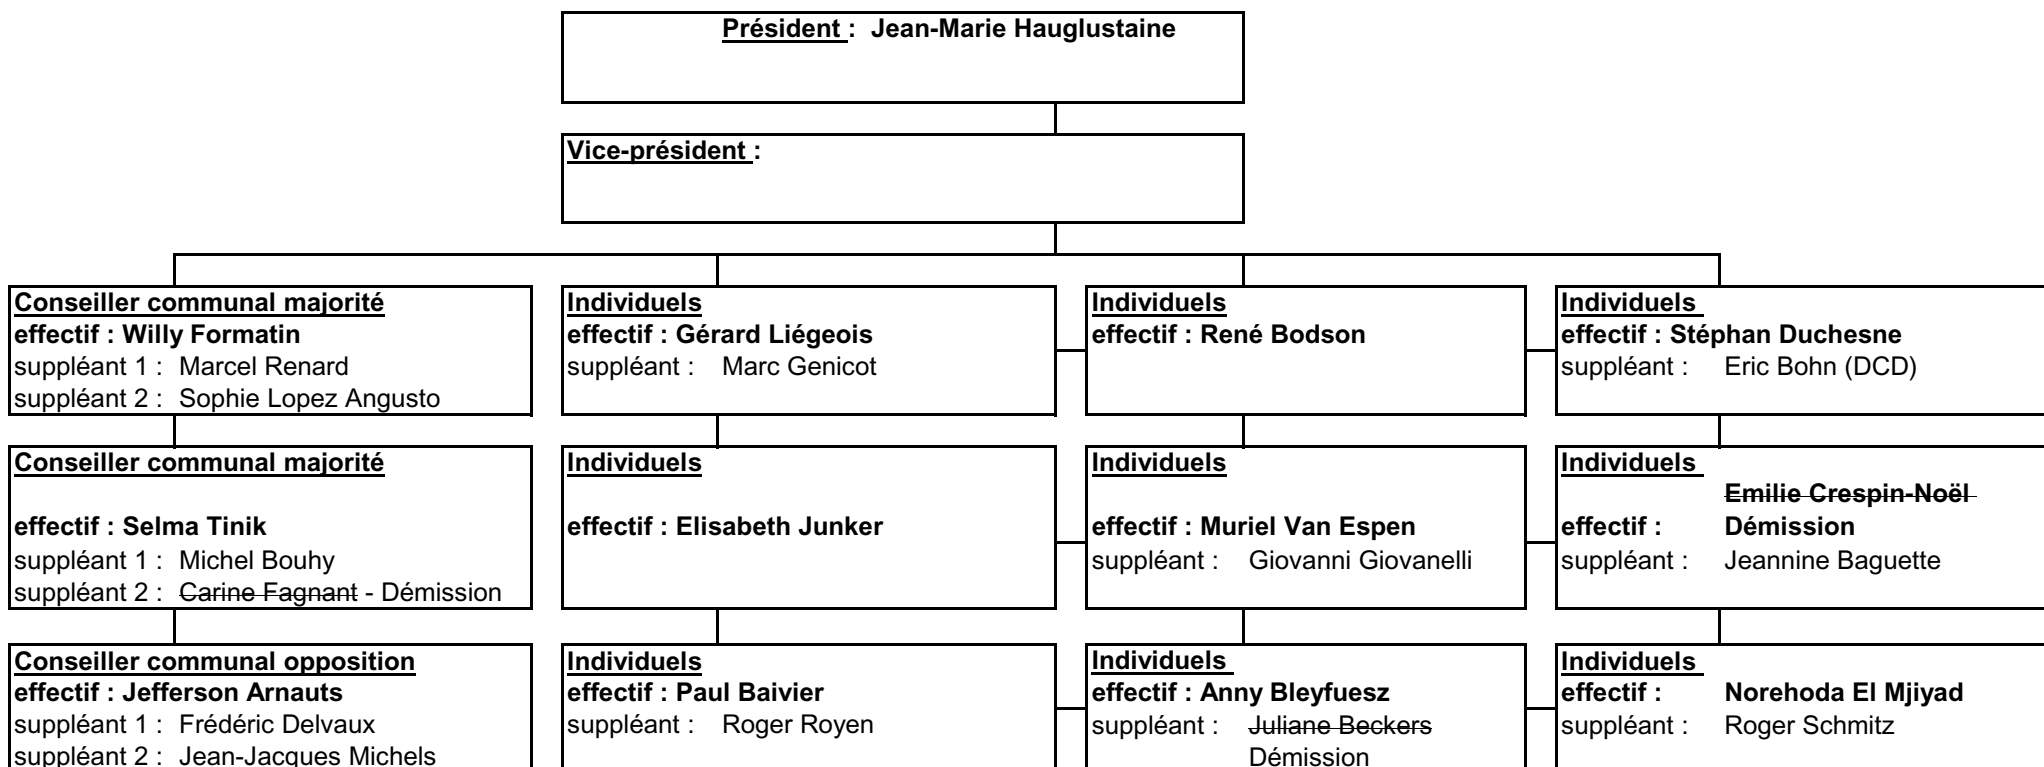 Président : Jean-Marie Hauglustaine
Vice-président :
Conseiller communal majorité
effectif : Willy Formatin
suppléant 1 : Marcel Renard
suppléant 2 : Sophie Lopez Angusto
Individuels
effectif : Gérard Liégeois
suppléant : Marc Genicot
Individuels
effectif : René Bodson
Individuels
effectif : Stéphan Duchesne
suppléant : Eric Bohn (DCD)
Conseiller communal majorité
effectif : Selma Tinik
suppléant 1 : Michel Bouhy
suppléant 2 : Carine Fagnant - Démission
Individuels
effectif : Elisabeth Junker
Individuels
effectif : Muriel Van Espen
suppléant : Giovanni Giovanelli
Individuels
Emilie Crespin-Noël
effectif : Démission
suppléant : Jeannine Baguette
Conseiller communal opposition
effectif : Jefferson Arnauts
suppléant 1 : Frédéric Delvaux
suppléant 2 : Jean-Jacques Michels
Individuels
effectif : Paul Baivier
suppléant : Roger Royen
Individuels
effectif : Anny Bleyfuesz
suppléant : Juliane Beckers
Démission
Individuels
effectif : Norehoda El Mjiyad
suppléant : Roger Schmitz